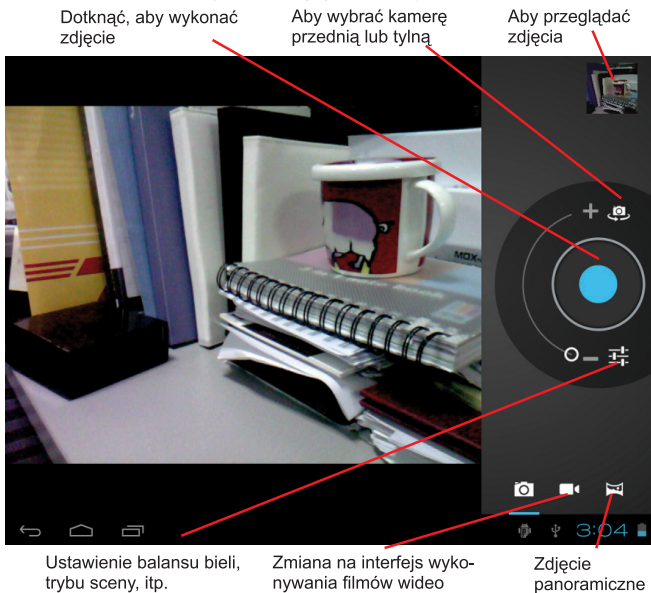 Dotknąć, aby wykonać
zdjęcie
Aby wybrać kamerę
przednią lub tylną
Aby przeglądać
zdjęcia
MOX
3:04
Ustawienie balansu bieli,
trybu sceny, itp.
Zmiana na interfejs wyko-
nywania filmów wideo
Zdjęcie
panoramiczne